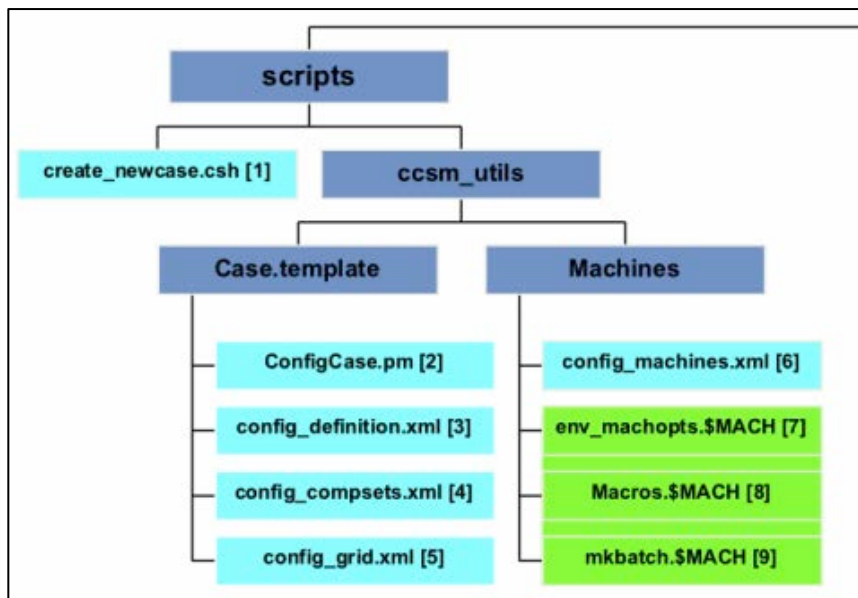 scripts
create_newcase.csh [1]
ccsm_utils
Case.template
Machines
ConfigCase.pm [2]
config_machines.xml [6]
config_definition.xml [3]
env_machopts.$MACH [7]
config_compsets.xml [4]
Macros.$MACH [8]
config_grid.xml [5]
mkbatch.$MACH [9]